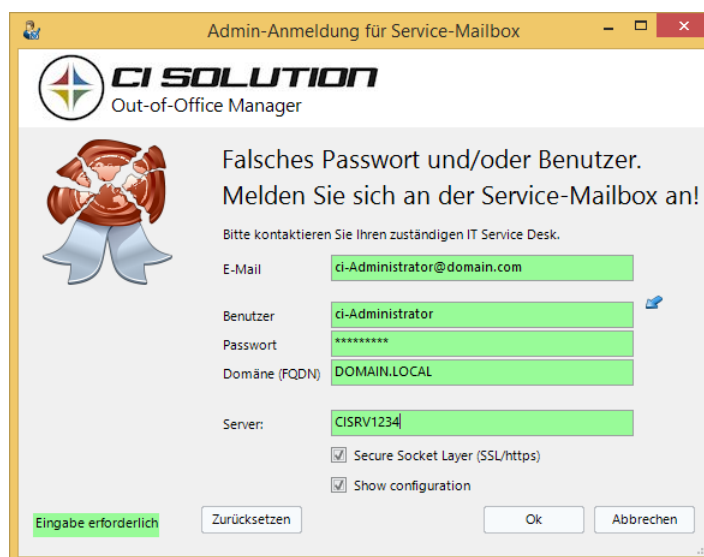 Admin-Anmeldung für Service-Mailbox
CI SOLUTION
Out-of-Office Manager
Falsches Passwort und/oder Benutzer.
Melden Sie sich an der Service-Mailbox an!
Bitte kontaktieren Sie Ihren zuständigen IT Service Desk.
E-Mail ci-Administrator@domain.com
Benutzer ci-Administrator
Passwort *********
Domäne (FQDN) DOMAIN.LOCAL
Server: CISRV1234
Secure Socket Layer (SSL/https)
Show configuration
Eingabe erforderlich Zurücksetzen Ok Abbrechen